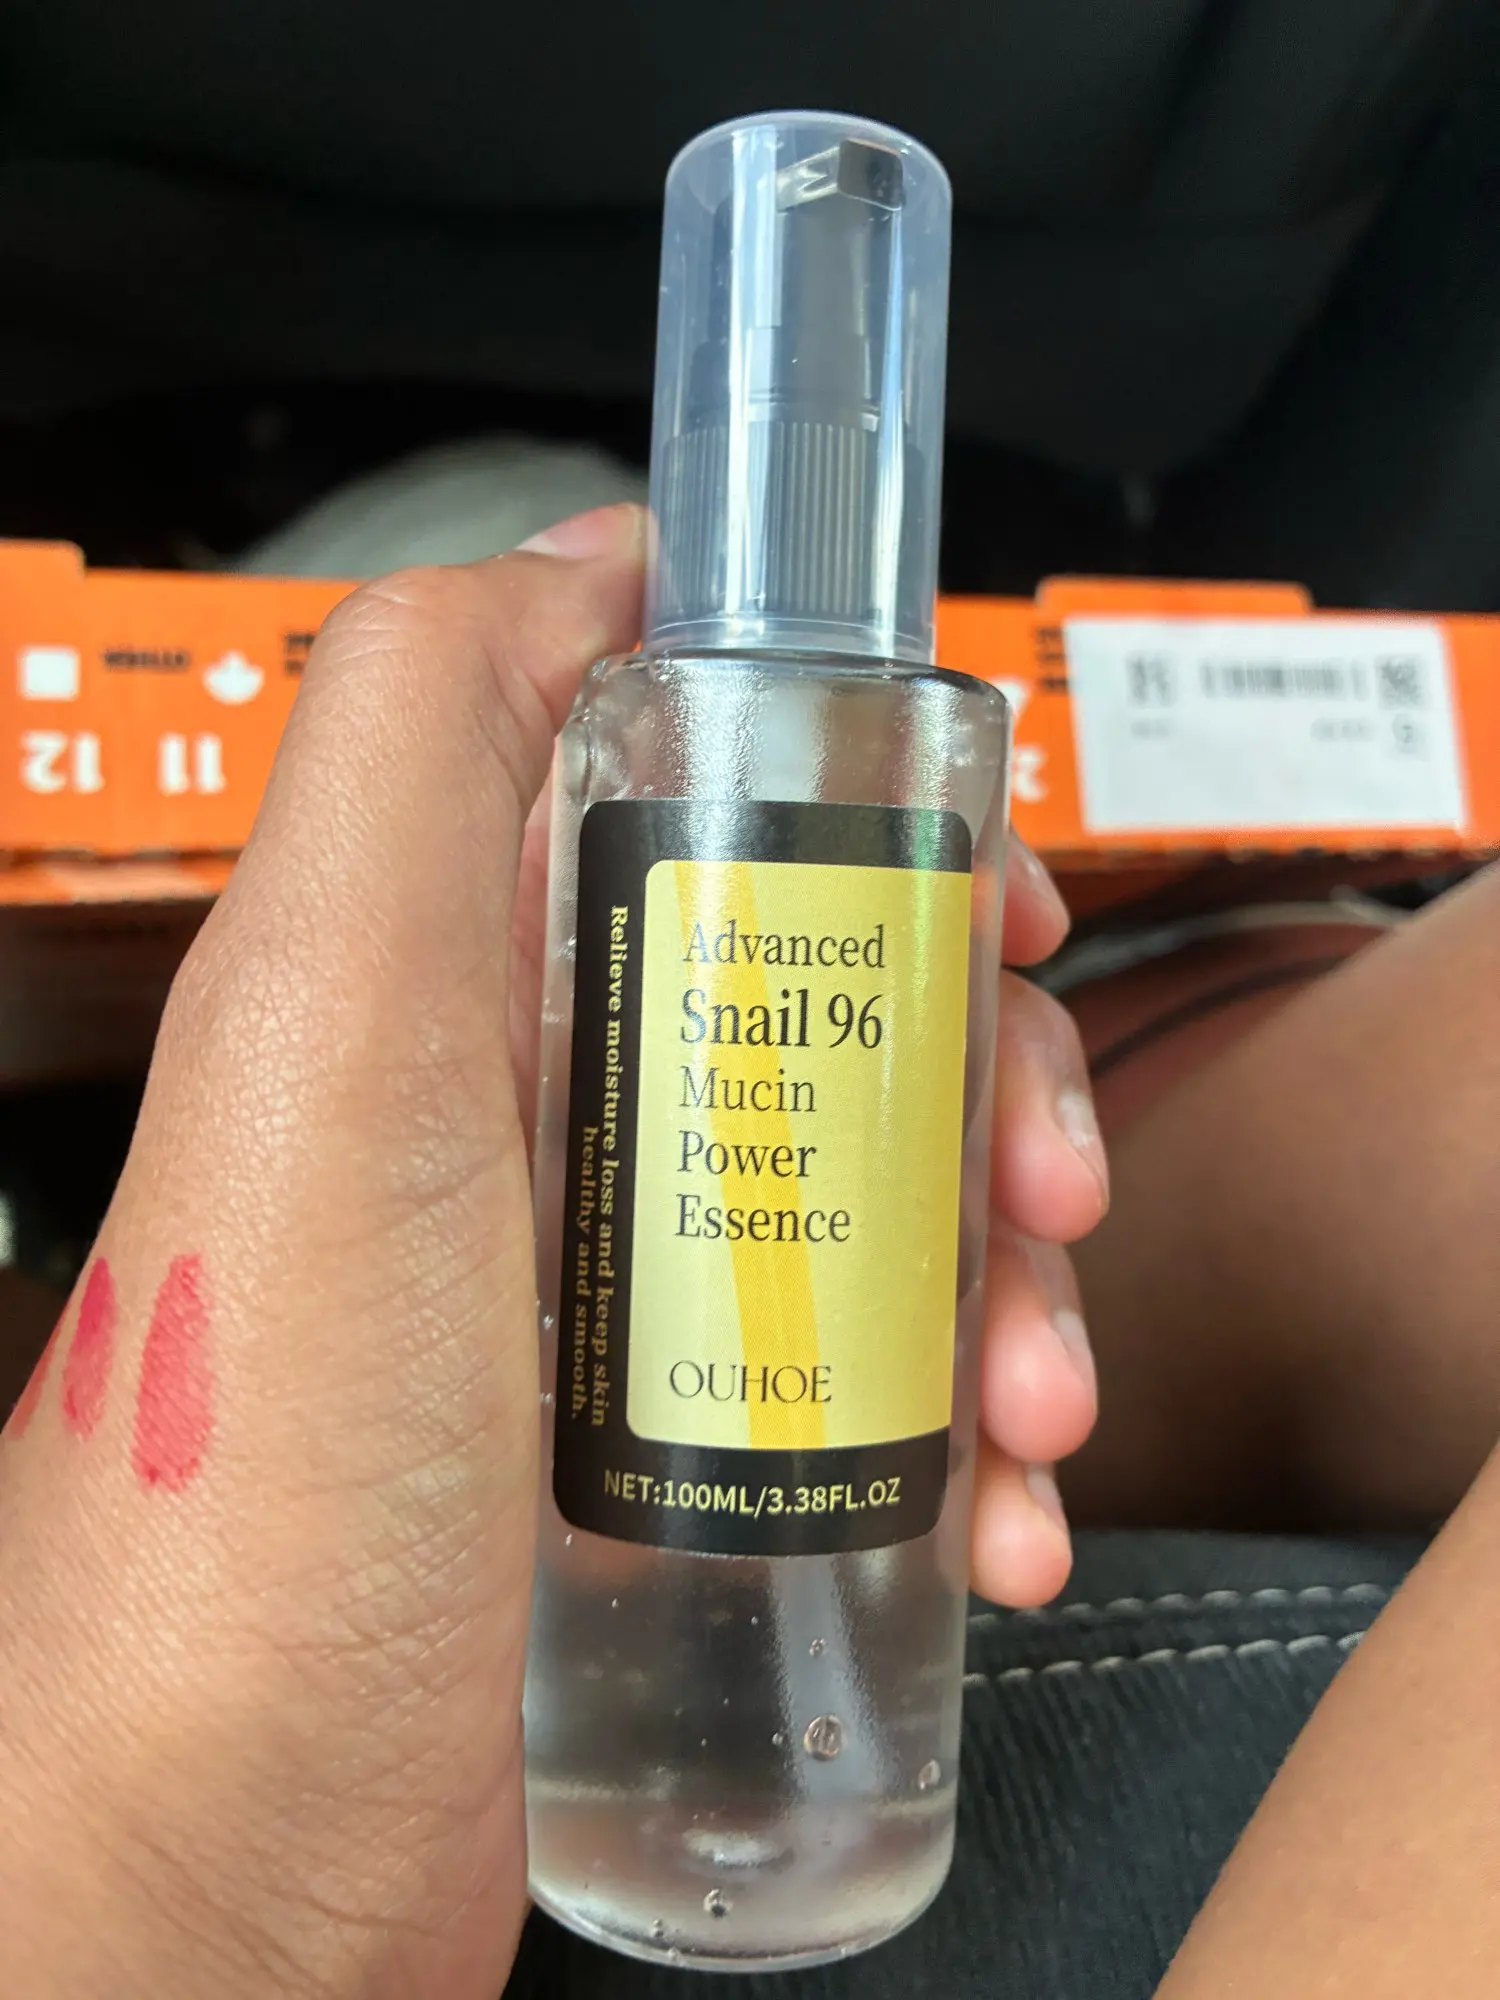 Advanced
Snail 96
Mucin
Power
Essence
OUHOE
Relieve moisture loss and keep skin
healthy and smooth.
NET:100ML/3.38FL.OZ
12
11
2